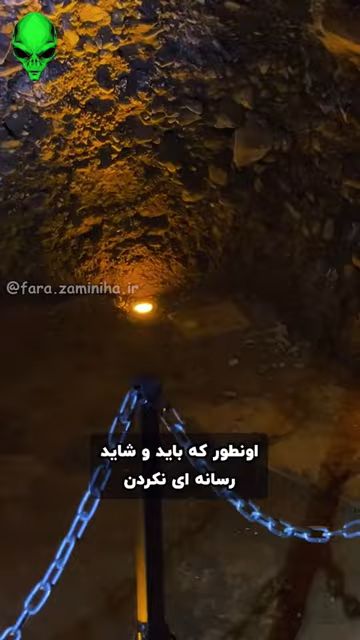 @fara.zaminiha.ir
اونطور که باید و شاید
رسانه ای نکردن